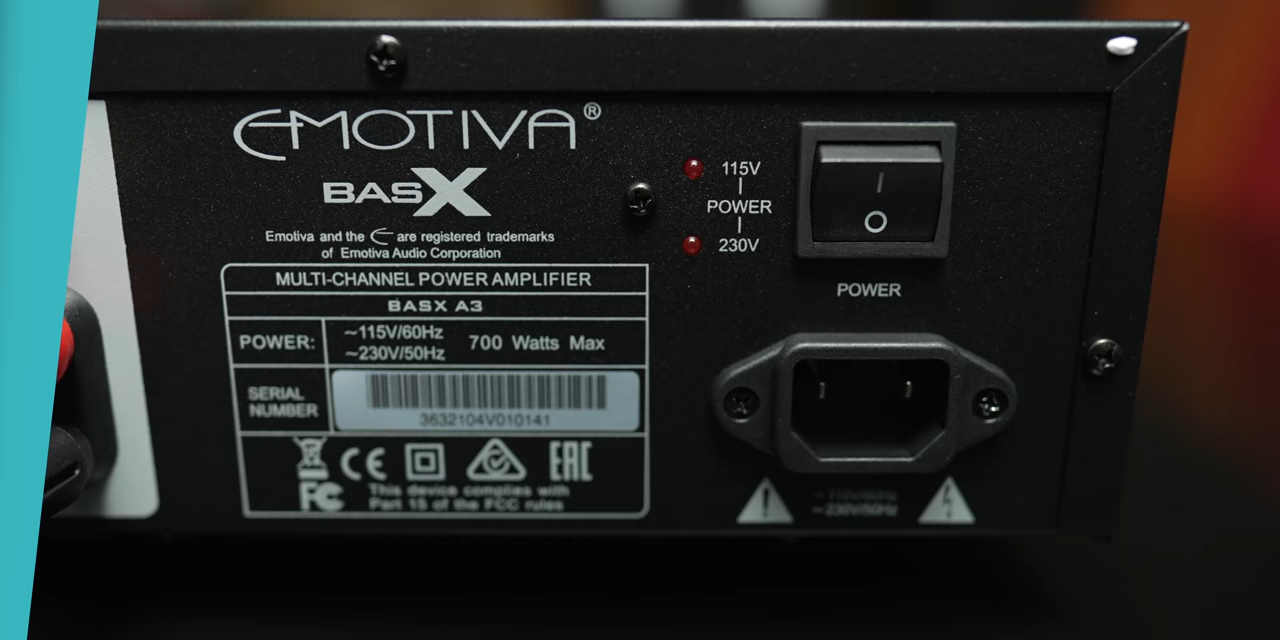 EMOTIVA®
BASX
Emotiva and the E are registered trademarks
of Emotiva Audio Corporation
MULTI-CHANNEL POWER AMPLIFIER
BASX A3
POWER:
~115V/60Hz
~230V/50Hz
700 Watts Max
SERIAL
NUMBER
3632104V010141
CE
EAC
FC
This device complies with
Part 15 of the FCC rules
115V
POWER
230V
POWER
~115V/60Hz
~230V/50Hz